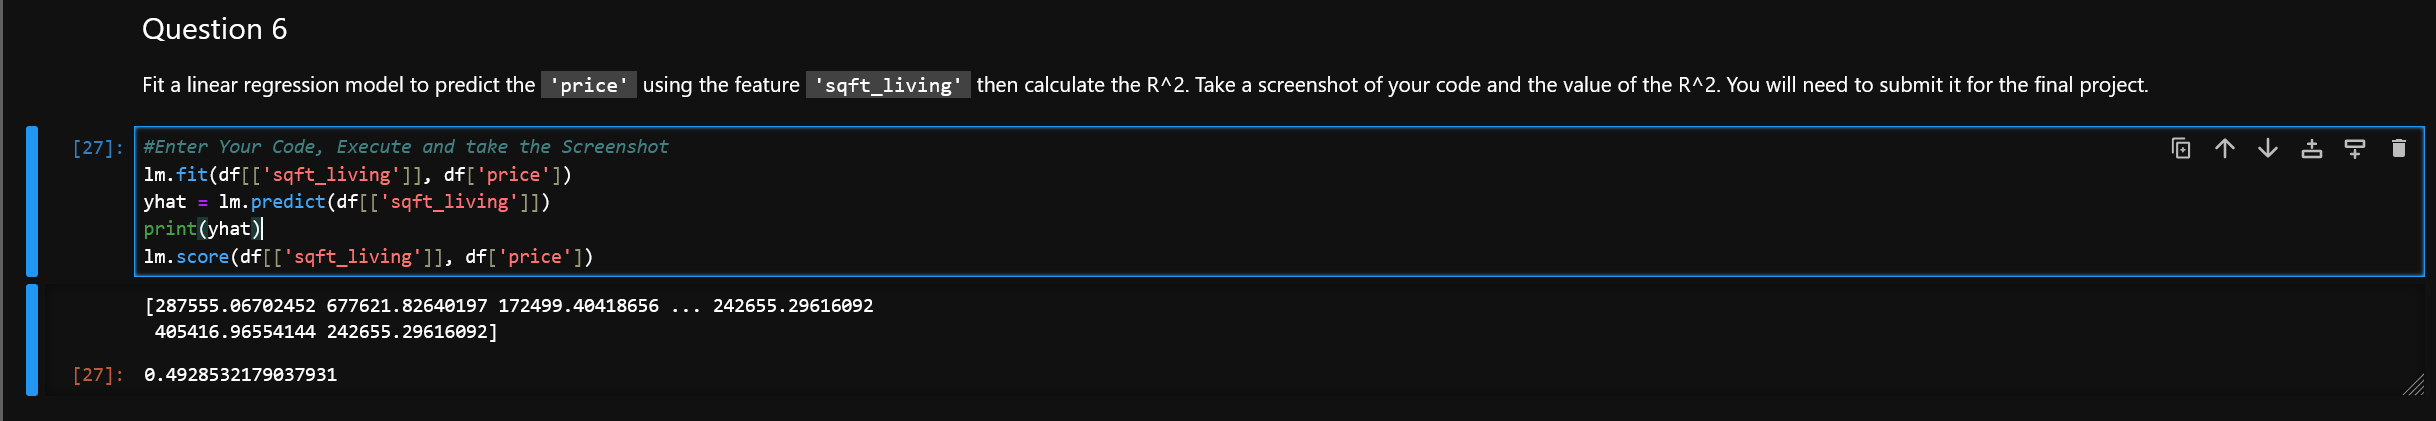 Question 6
Fit a linear regression model to predict the 'price' using the feature 'sqft_living' then calculate the R^2. Take a screenshot of your code and the value of the R^2. You will need to submit it for the final project.
[27]: #Enter Your Code, Execute and take the Screenshot
lm.fit(df[['sqft_living']], df['price'])
yhat = lm.predict(df[['sqft_living']])
print(yhat)
lm.score(df[['sqft_living']], df['price'])
[287555.06702452 677621.82640197 172499.40418656 ... 242655.29616092
405416.96554144 242655.29616092]
[27]: 0.4928532179037931